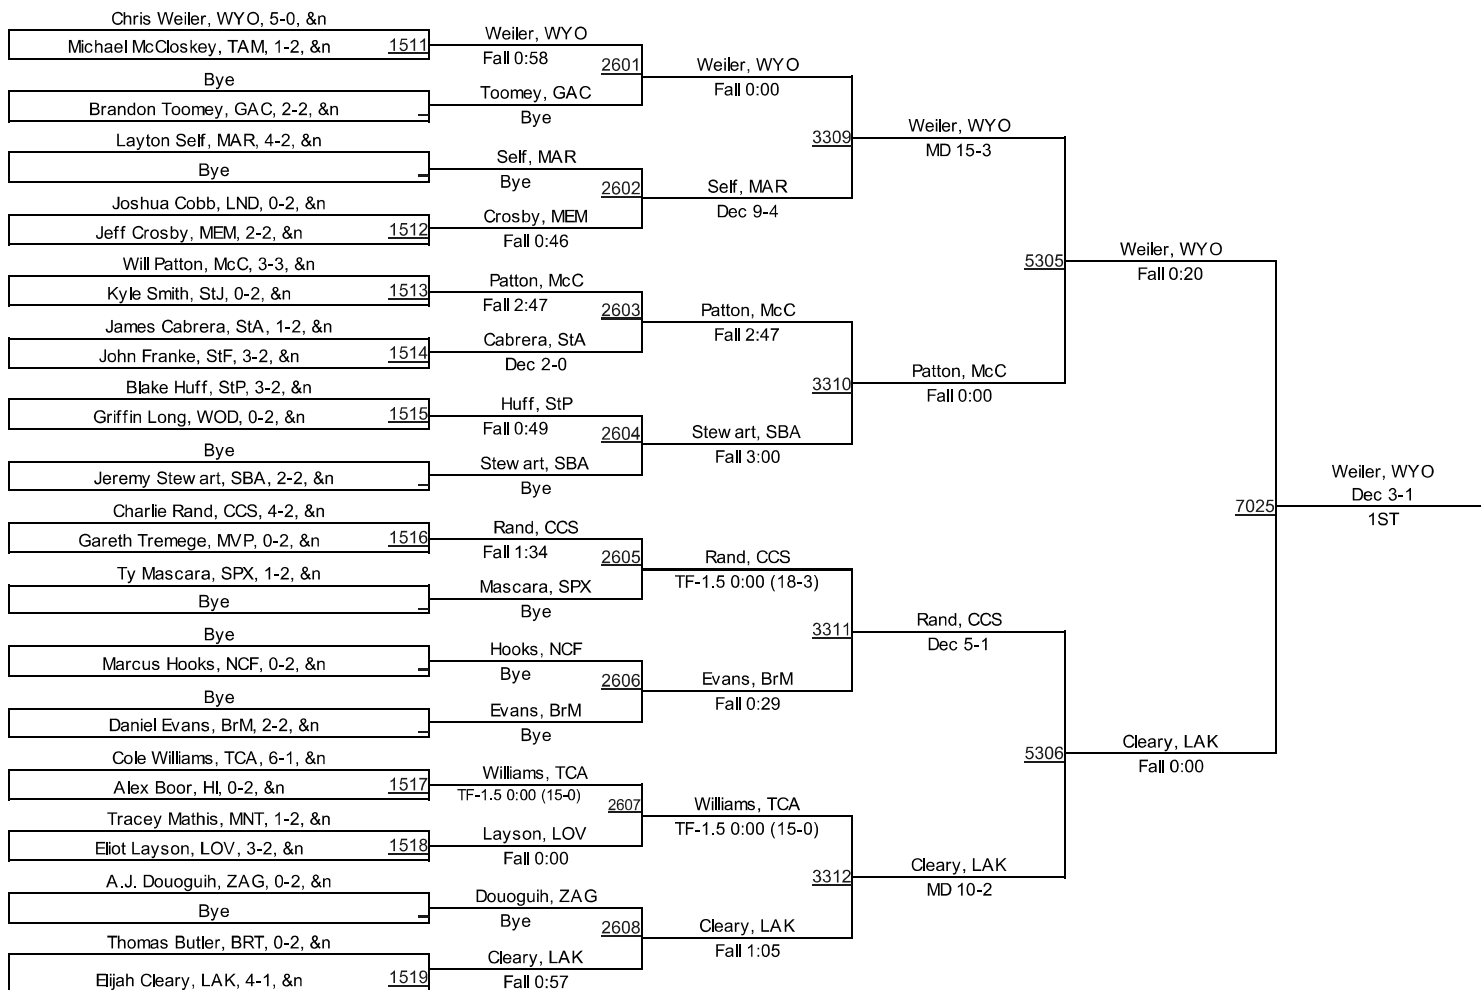 Chris Weiler, WYO, 5-0, &n
Michael McCloskey, TAM, 1-2, &n
1511
Bye
Brandon Toomey, GAC, 2-2, &n
Layton Self, MAR, 4-2, &n
Bye
Joshua Cobb, LND, 0-2, &n
Jeff Crosby, MEM, 2-2, &n
1512
Will Patton, McC, 3-3, &n
Kyle Smith, StJ, 0-2, &n
1513
James Cabrera, StA, 1-2, &n
John Franke, StF, 3-2, &n
1514
Blake Huff, StP, 3-2, &n
Griffin Long, WOD, 0-2, &n
1515
Bye
Jeremy Stewart, SBA, 2-2, &n
Charlie Rand, CCS, 4-2, &n
Gareth Tremege, MVP, 0-2, &n
1516
Ty Mascara, SPX, 1-2, &n
Bye
Bye
Marcus Hooks, NCF, 0-2, &n
Bye
Daniel Evans, BrM, 2-2, &n
Cole Williams, TCA, 6-1, &n
Alex Boor, HI, 0-2, &n
1517
Tracey Mathis, MNT, 1-2, &n
Eliot Layson, LOV, 3-2, &n
1518
A.J. Douoguih, ZAG, 0-2, &n
Bye
Thomas Butler, BRT, 0-2, &n
Elijah Cleary, LAK, 4-1, &n
1519
Weiler, WYO
Fall 0:58
2601
Toomey, GAC
Bye
Self, MAR
Bye
2602
Crosby, MEM
Fall 0:46
Patton, McC
Fall 2:47
2603
Cabrera, StA
Dec 2-0
Huff, StP
Fall 0:49
2604
Stewart, SBA
Bye
Rand, CCS
Fall 1:34
2605
Mascara, SPX
Bye
Hooks, NCF
Bye
2606
Evans, BrM
Bye
Williams, TCA
TF-1.5 0:00 (15-0)
2607
Layson, LOV
Fall 0:00
Douoguih, ZAG
Bye
2608
Cleary, LAK
Fall 0:57
Weiler, WYO
Fall 0:00
3309
Self, MAR
Dec 9-4
Patton, McC
Fall 2:47
3310
Stewart, SBA
Fall 3:00
Rand, CCS
TF-1.5 0:00 (18-3)
3311
Evans, BrM
Fall 0:29
Williams, TCA
TF-1.5 0:00 (15-0)
3312
Cleary, LAK
Fall 1:05
Weiler, WYO
MD 15-3
5305
Patton, McC
Fall 0:00
Rand, CCS
Dec 5-1
5306
Cleary, LAK
MD 10-2
Weiler, WYO
Fall 0:20
7025
Cleary, LAK
Fall 0:00
Weiler, WYO
Dec 3-1
1ST